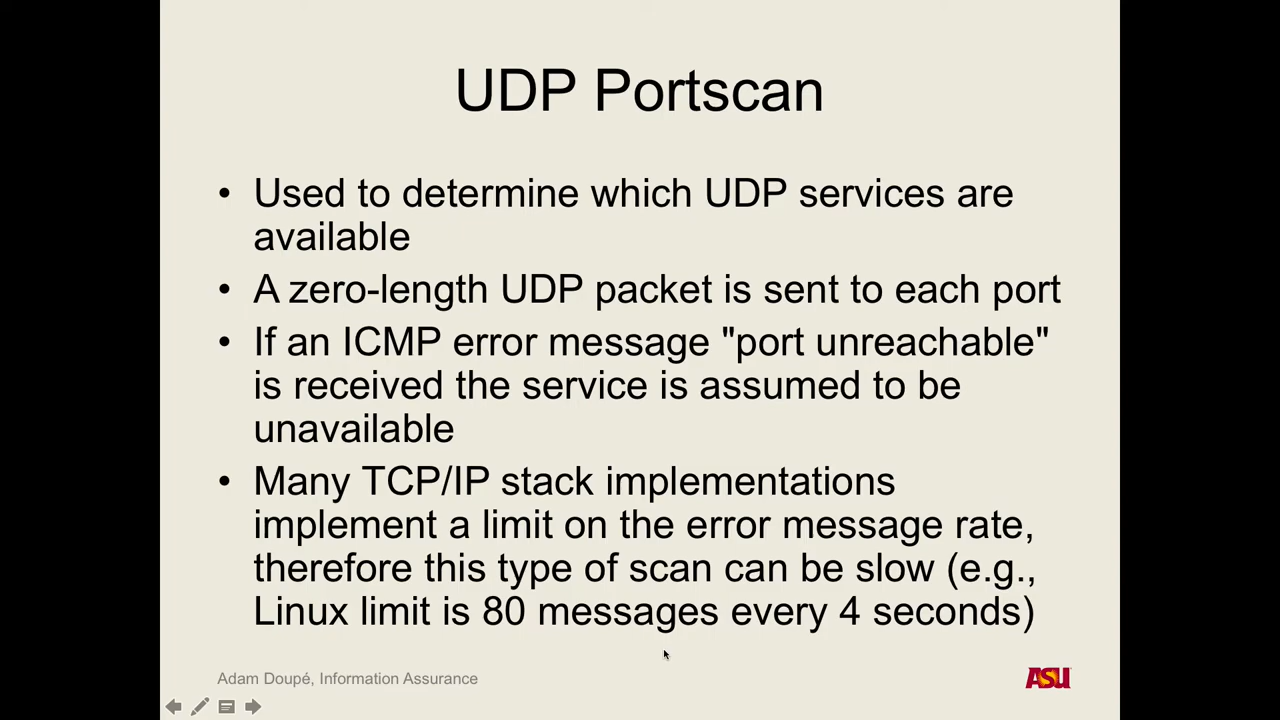 UDP Portscan
• Used to determine which UDP services are
available
• A zero-length UDP packet is sent to each port
• If an ICMP error message "port unreachable"
is received the service is assumed to be
unavailable
• Many TCP/IP stack implementations
implement a limit on the error message rate,
therefore this type of scan can be slow (e.g.,
Linux limit is 80 messages every 4 seconds)
Adam Doupé, Information Assurance
ASU